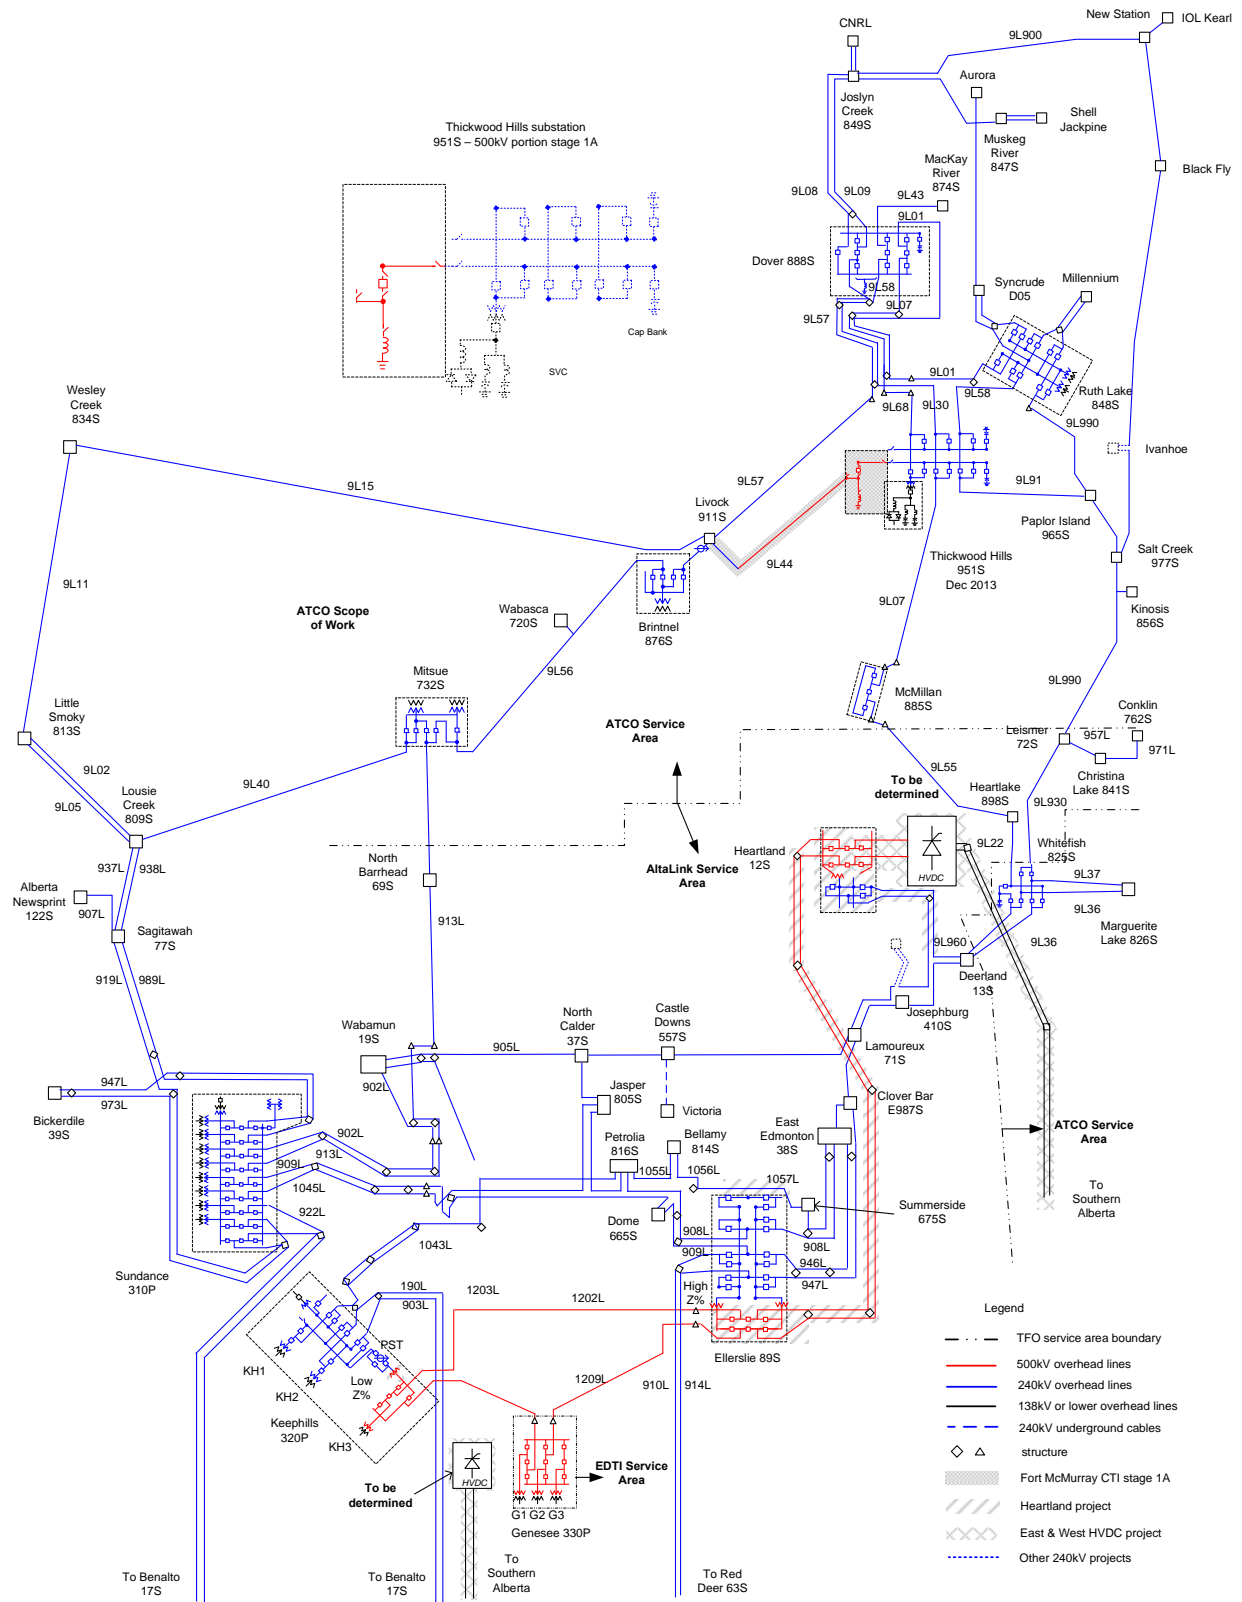 New Station
IOL Kearl
CNRL
9L900
Aurora
Joslyn
Creek
849S
Shell
Jackpine
Muskeg
River
847S
Thickwood Hills substation
951S – 500kV portion stage 1A
MacKay
River
874S
Black Fly
9L08
9L09
9L43
9L01
Dover 888S
9L58
9L07
Syncrude
D05
Millennium
9L57
Cap Bank
SVC
9L01
9L58
Ruth Lake
848S
9L68
9L30
9L990
Wesley
Creek
834S
Ivanhoe
9L15
9L57
9L91
Livock
911S
Paplor Island
965S
9L44
Thickwood Hills
951S
Dec 2013
Salt Creek
977S
9L11
ATCO Scope
of Work
Wabasca
720S
Brintnel
876S
9L07
Kinosis
856S
Mitsue
732S
9L56
McMillan
885S
9L990
Little
Smoky
813S
ATCO Service
Area
Conklin
762S
Leismer
72S
957L
971L
9L02
9L05
9L40
9L55
To be
determined
Heartlake
898S
Christina
Lake 841S
Lousie
Creek
809S
9L930
937L
938L
North
Barrhead
69S
AltaLink Service
Area
Heartland
12S
HVDC
9L22
Whitefish
825S
9L37
Alberta
Newsprint
122S
907L
9L36
Marguerite
Lake 826S
Sagitawah
77S
913L
9L960
9L36
Deerland
13S
919L
989L
Josephburg
410S
Wabamun
19S
North
Calder
37S
Castle
Downs
557S
Lamoureux
71S
905L
902L
947L
973L
Bickerdile
39S
Jasper
805S
Victoria
Clover Bar
E987S
East
Edmonton
38S
ATCO Service
Area
902L
913L
909L
1045L
922L
Petrolia
816S
Bellamy
814S
1055L
1056L
1057L
To
Southern
Alberta
Summerside
675S
Dome
665S
908L
909L
908L
946L
947L
1043L
Sundance
310P
190L
903L
1203L
1202L
High
Z%
Legend
TFO service area boundary
500kV overhead lines
240kV overhead lines
138kV or lower overhead lines
240kV underground cables
structure
Fort McMurray CTI stage 1A
Heartland project
East & West HVDC project
Other 240kV projects
PST
Ellerslie 89S
KH1
KH2
Low
Z%
1209L
910L
914L
Keephills
320P
KH3
HVDC
To be
determined
EDTI Service
Area
G1 G2 G3
Genesee 330P
To
Southern
Alberta
To Benalto
17S
To Benalto
17S
To Red
Deer 63S